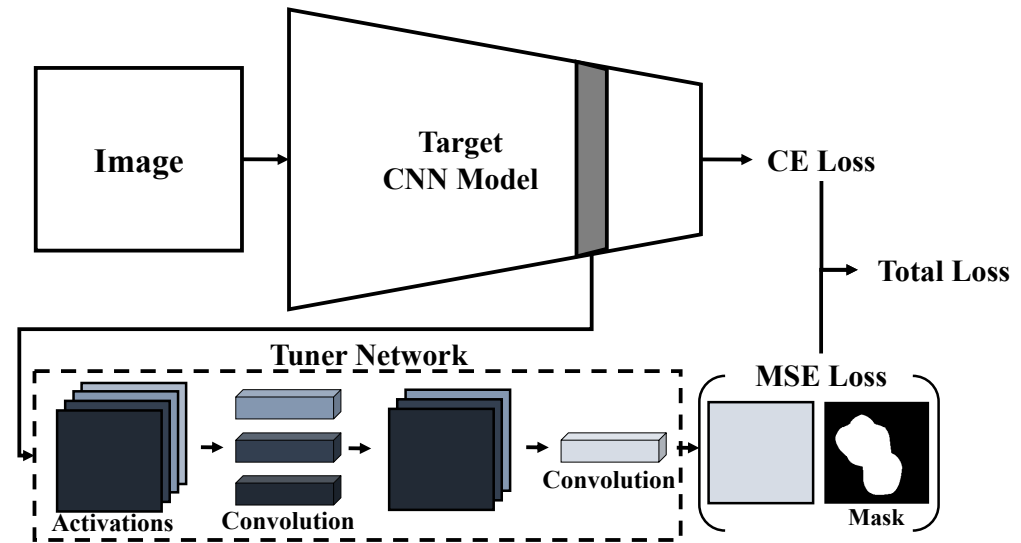 Image
Target
CNN Model
CE Loss
Total Loss
Tuner Network
MSE Loss
Activations
Convolution
Convolution
Mask